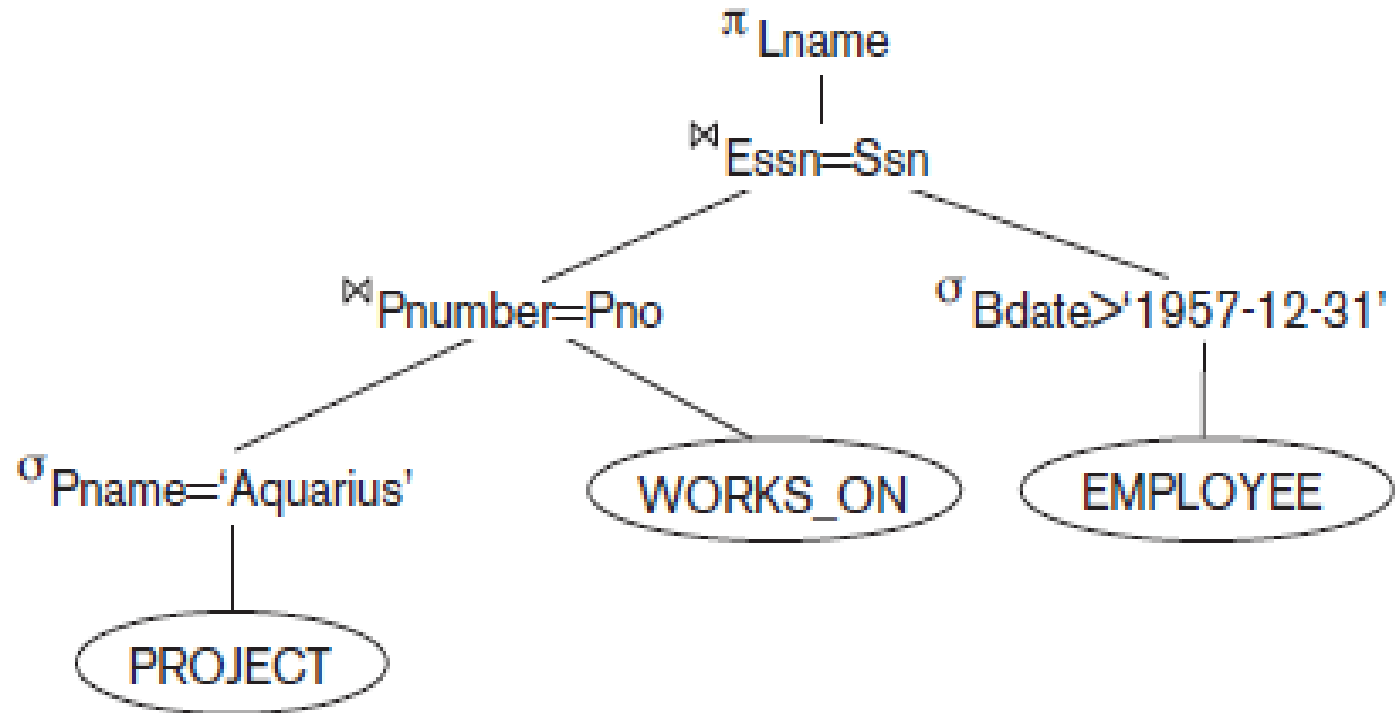 π Lname
⋈ Essn=Ssn
⋈ Pnumber=Pno
σ Bdate>‘1957-12-31’
σ Pname=‘Aquarius’
WORKS_ON
EMPLOYEE
PROJECT